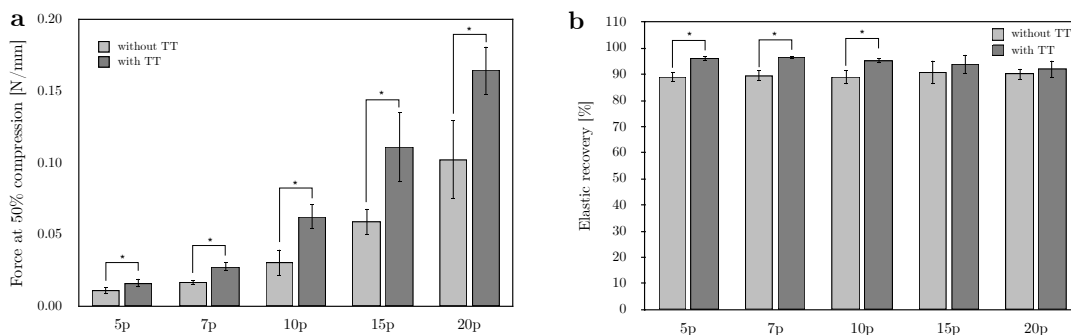 a
Force at 50% compression [N/mm]
0.20
0.15
0.10
0.05
0.00
without TT
with TT
*
*
*
*
*
5p
7p
10p
15p
20p
b
Elastic recovery [%]
110
100
90
80
70
60
50
40
30
20
10
0
without TT
with TT
*
*
*
5p
7p
10p
15p
20p